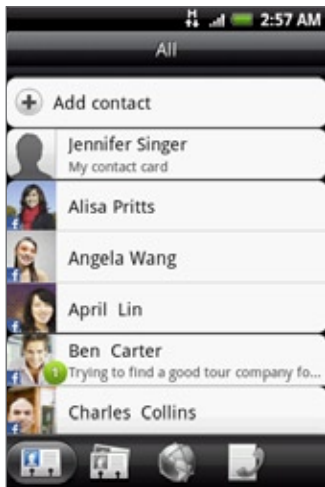 H
2:57 AM
All
Add contact
Jennifer Singer
My contact card
Alisa Pritts
Angela Wang
April Lin
Ben Carter
1
Trying to find a good tour company fo...
Charles Collins